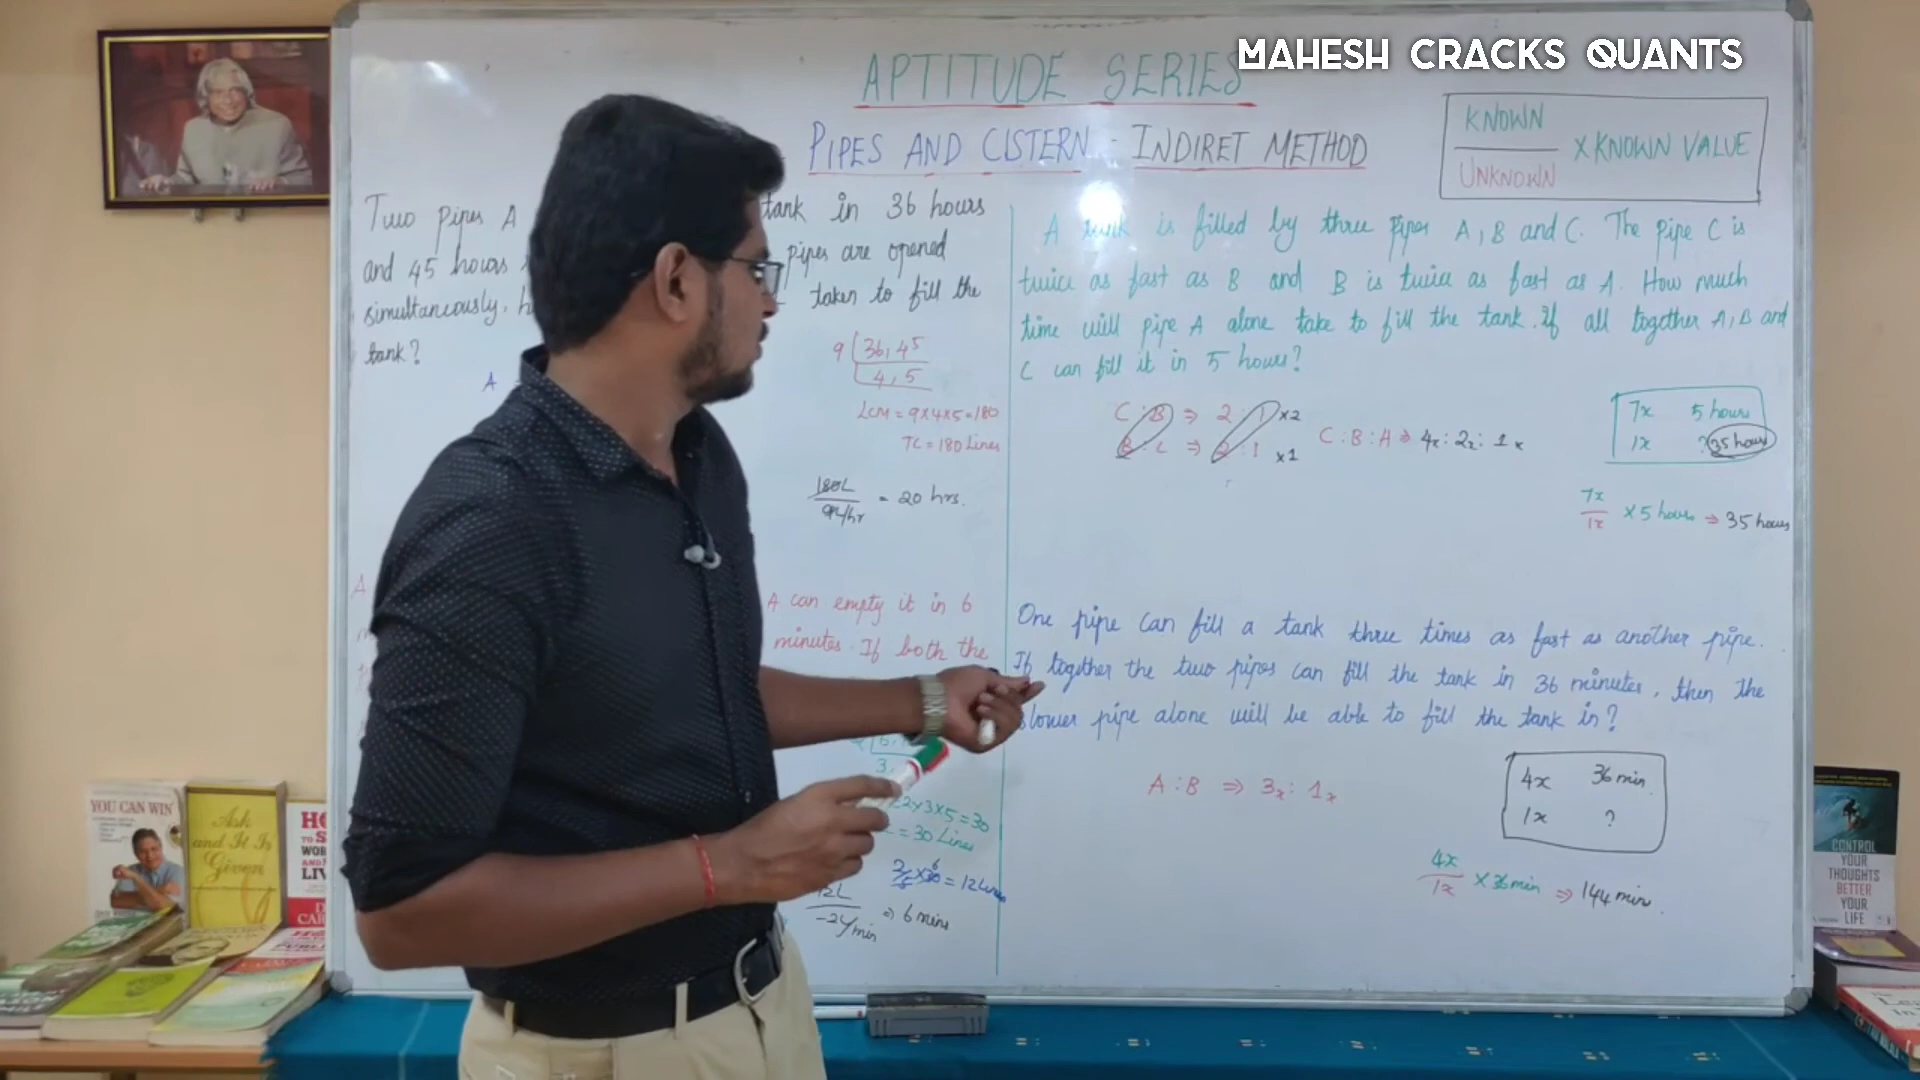 MAHESH CRACKS QUANTS
APTITUDE SERIES
PIPES AND CISTERN - INDIRET METHOD
KNOWN
UNKNOWN
X KNOWN VALUE
Two pipes A
tank in 36 hours
and 45 hours
pipes are opened
simultaneously, h
taken to fill the
tank?
9 36, 45
4, 5
LCM = 9x4x5=180
TC = 180 Litres
A
180L
9L/hr
= 20 hrs.
A
A can empty it in 6
minutes. If both the
3,
2x3x5=30
= 30 Litres
= 12 Litres
12L
-2L/min
⇒ 6 mins
A tank is filled by three pipes A, B and C. The pipe C is
twice as fast as B and B is twice as fast as A. How much
time will pipe A alone take to fill the tank. If all together A, B and
C can fill it in 5 hours?
C : B ⇒ 2 : 1 x2
B : L ⇒ 2 : 1 x1
C : B : A ⇒ 4x : 2x : 1x
7x 5 hours
1x ? 35 hours
7x
1x
x 5 hours ⇒ 35 hours
One pipe can fill a tank three times as fast as another pipe.
If together the two pipes can fill the tank in 36 minutes, then the
slower pipe alone will be able to fill the tank in?
A : B ⇒ 3x : 1x
4x 36 min
1x ?
4x
1x
x 36 min ⇒ 144 min.
YOU CAN WIN
Ask
and It Is
Given
CONTROL
YOUR
THOUGHTS
BETTER
YOUR
LIFE